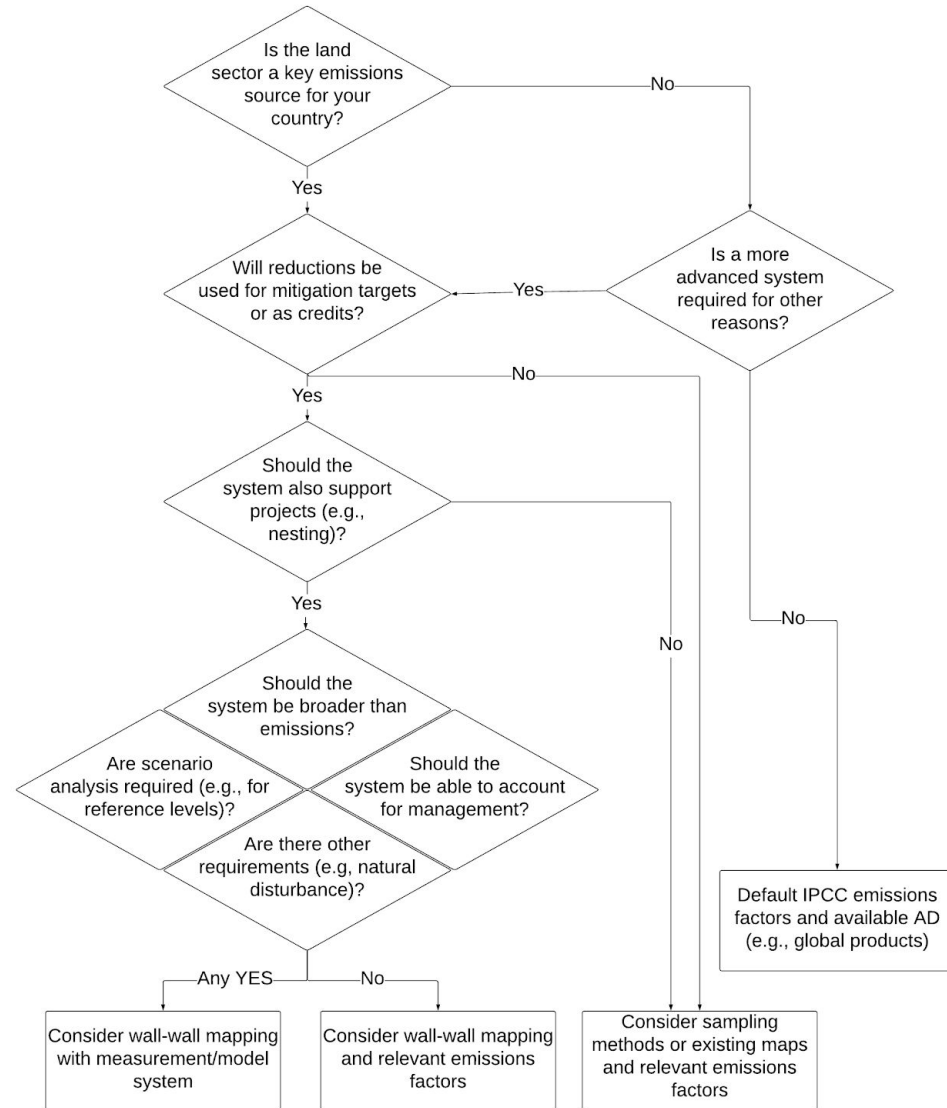 Is the land
sector a key emissions
source for your
country?
No
Yes
Will reductions be
used for mitigation targets
or as credits?
Yes
Is a more
advanced system
required for other
reasons?
No
Yes
Should the
system also support
projects (e.g.,
nesting)?
Yes
No
No
Should the
system be broader than
emissions?
Are scenario
analysis required (e.g., for
reference levels)?
Should the
system be able to account
for management?
Are there other
requirements (e.g, natural
disturbance)?
Default IPCC emissions
factors and available AD
(e.g., global products)
Any YES
No
Consider wall-wall mapping
with measurement/model
system
Consider wall-wall mapping
and relevant emissions
factors
Consider sampling
methods or existing maps
and relevant emissions
factors